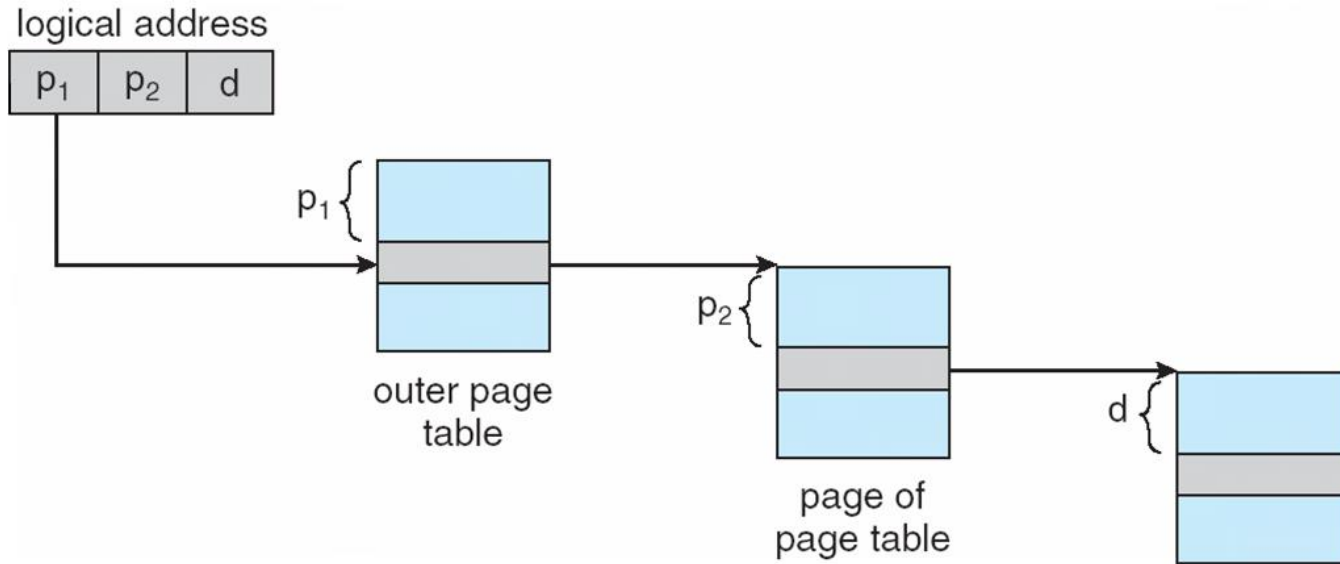 logical address
p₁ p₂ d
p₁
outer page
table
p₂
page of
page table
d